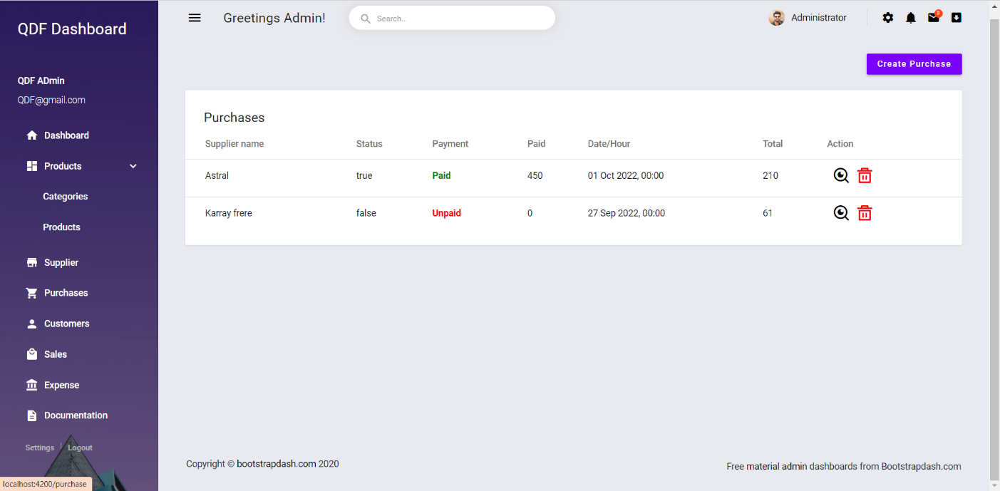 QDF Dashboard
Greetings Admin!
Search..
Administrator
3
Create Purchase
QDF ADmin
QDF@gmail.com
Dashboard
Products
Categories
Products
Supplier
Purchases
Customers
Sales
Expense
Documentation
Settings | Logout
Purchases
Supplier name Status Payment Paid Date/Hour Total Action
Astral true Paid 450 01 Oct 2022, 00:00 210
Karray frere false Unpaid 0 27 Sep 2022, 00:00 61
Copyright © bootstrapdash.com 2020
Free material admin dashboards from Bootstrapdash.com
localhost:4200/purchase